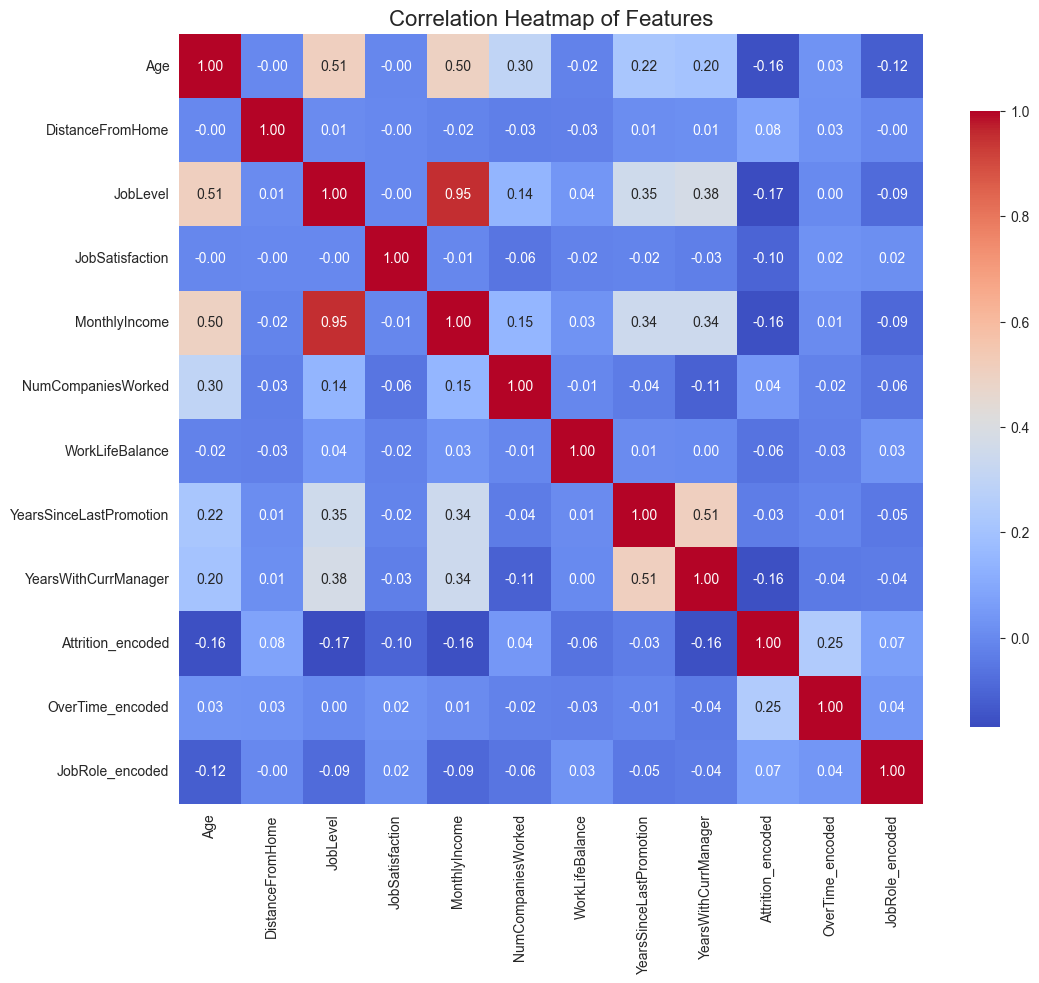 Correlation Heatmap of Features
Age 1.00 -0.00 0.51 -0.00 0.50 0.30 -0.02 0.22 0.20 -0.16 0.03 -0.12
DistanceFromHome -0.00 1.00 0.01 -0.00 -0.02 -0.03 -0.03 0.01 0.01 0.08 0.03 -0.00
JobLevel 0.51 0.01 1.00 -0.00 0.95 0.14 0.04 0.35 0.38 -0.17 0.00 -0.09
JobSatisfaction -0.00 -0.00 -0.00 1.00 -0.01 -0.06 -0.02 -0.02 -0.03 -0.10 0.02 0.02
MonthlyIncome 0.50 -0.02 0.95 -0.01 1.00 0.15 0.03 0.34 0.34 -0.16 0.01 -0.09
NumCompaniesWorked 0.30 -0.03 0.14 -0.06 0.15 1.00 -0.01 -0.04 -0.11 0.04 -0.02 -0.06
WorkLifeBalance -0.02 -0.03 0.04 -0.02 0.03 -0.01 1.00 0.01 0.00 -0.06 -0.03 0.03
YearsSinceLastPromotion 0.22 0.01 0.35 -0.02 0.34 -0.04 0.01 1.00 0.51 -0.03 -0.01 -0.05
YearsWithCurrManager 0.20 0.01 0.38 -0.03 0.34 -0.11 0.00 0.51 1.00 -0.16 -0.04 -0.04
Attrition_encoded -0.16 0.08 -0.17 -0.10 -0.16 0.04 -0.06 -0.03 -0.16 1.00 0.25 0.07
OverTime_encoded 0.03 0.03 0.00 0.02 0.01 -0.02 -0.03 -0.01 -0.04 0.25 1.00 0.04
JobRole_encoded -0.12 -0.00 -0.09 0.02 -0.09 -0.06 0.03 -0.05 -0.04 0.07 0.04 1.00
Age
DistanceFromHome
JobLevel
JobSatisfaction
MonthlyIncome
NumCompaniesWorked
WorkLifeBalance
YearsSinceLastPromotion
YearsWithCurrManager
Attrition_encoded
OverTime_encoded
JobRole_encoded
1.0
0.8
0.6
0.4
0.2
0.0